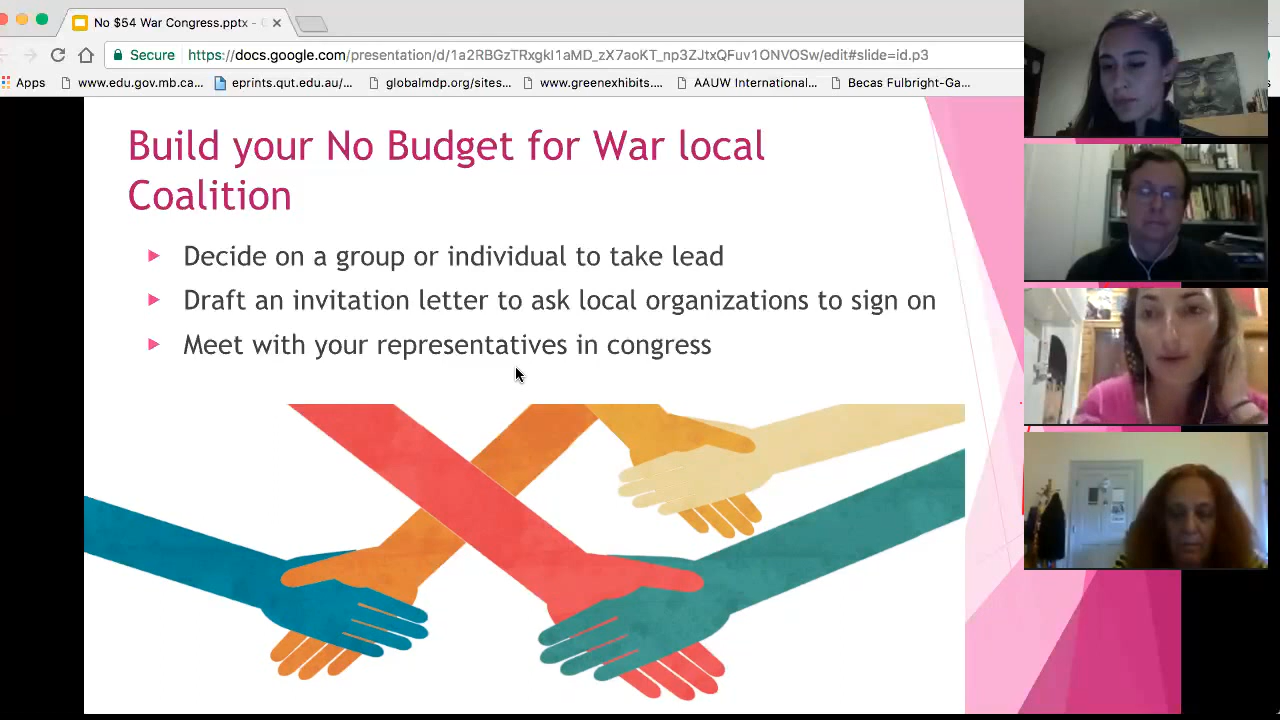 No $54 War Congress.pptx -
Secure https://docs.google.com/presentation/d/1a2RBGzTRxgkI1aMD_zX7aoKT_np3ZJtxQFuv1ONVOSw/edit#slide=id.p3
Apps www.edu.gov.mb.ca... eprints.qut.edu.au/... globalmdp.org/sites... www.greenexhibits.... AAUW International... Becas Fulbright-Ga...
Build your No Budget for War local
Coalition
Decide on a group or individual to take lead
Draft an invitation letter to ask local organizations to sign on
Meet with your representatives in congress